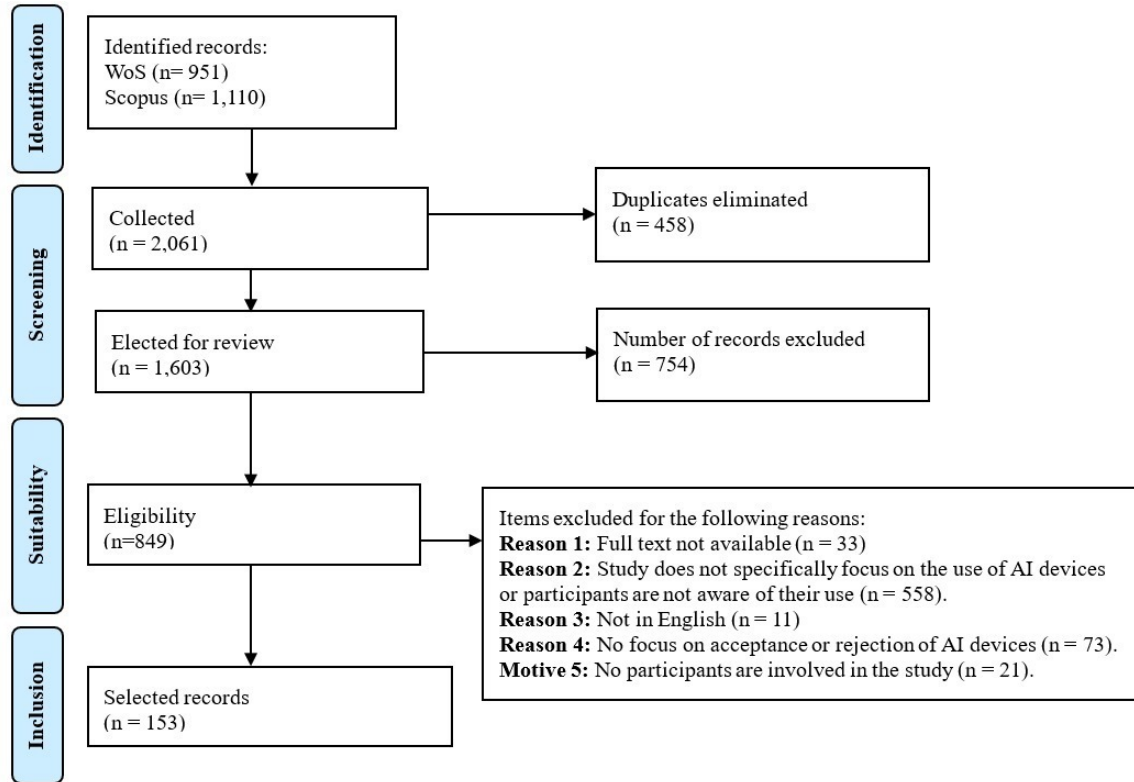 Identification
Identified records:
WoS (n= 951)
Scopus (n= 1,110)
Screening
Collected
(n = 2,061)
Duplicates eliminated
(n = 458)
Elected for review
(n = 1,603)
Number of records excluded
(n = 754)
Suitability
Eligibility
(n=849)
Items excluded for the following reasons:
Reason 1: Full text not available (n = 33)
Reason 2: Study does not specifically focus on the use of AI devices
or participants are not aware of their use (n = 558).
Reason 3: Not in English (n = 11)
Reason 4: No focus on acceptance or rejection of AI devices (n = 73).
Motive 5: No participants are involved in the study (n = 21).
Inclusion
Selected records
(n = 153)